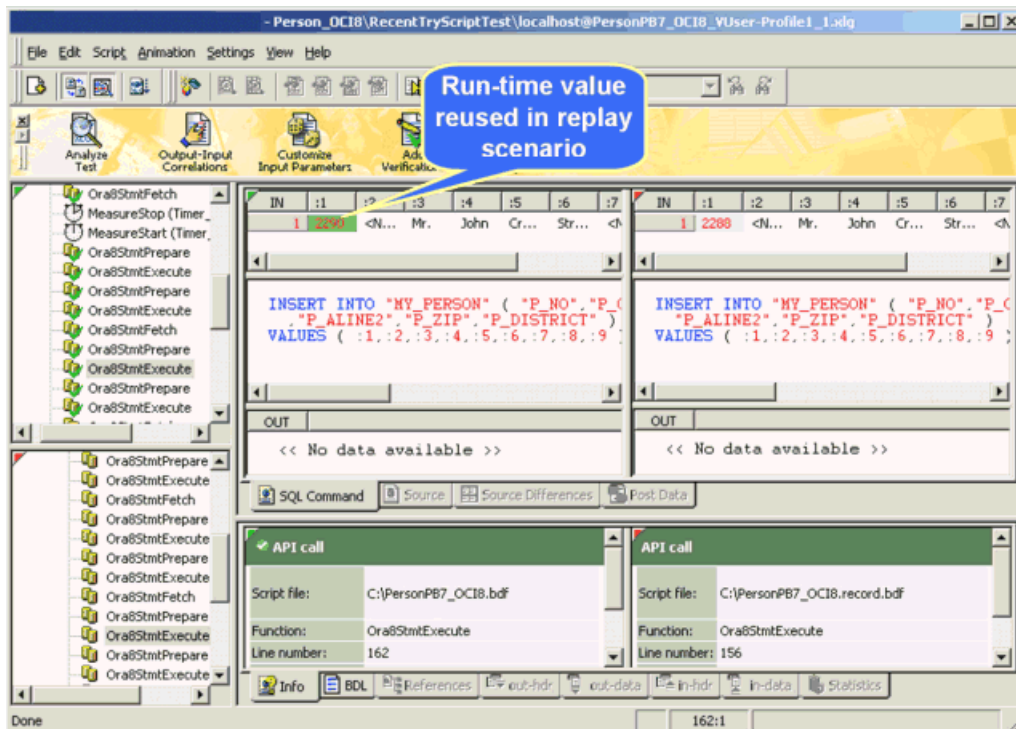 - Person_OCI8\RecentTryScriptTest\localhost@PersonPB7_OCI8_VUser-Profile1_1.xlg
File Edit Script Animation Settings View Help
Run-time value
reused in replay
scenario
Analyze
Test
Output-Input
Correlations
Customize
Input Parameters
Ora8StmtFetch
MeasureStop (Timer_
MeasureStart (Timer_
Ora8StmtPrepare
Ora8StmtExecute
Ora8StmtPrepare
Ora8StmtExecute
Ora8StmtFetch
Ora8StmtPrepare
Ora8StmtExecute
Ora8StmtPrepare
Ora8StmtExecute
IN :1 :2 :3 :4 :5 :6 :7
1 2290 <N... Mr. John Cr... Str... <N
INSERT INTO "MY_PERSON" ( "P_NO","P_
,"P_ALINE2","P_ZIP","P_DISTRICT" )
VALUES ( :1,:2,:3,:4,:5,:6,:7,:8,:9
OUT
<< No data available >>
IN :1 :2 :3 :4 :5 :6 :7
1 2288 <N... Mr. John Cr... Str... <N
INSERT INTO "MY_PERSON" ( "P_NO","P_
,"P_ALINE2","P_ZIP","P_DISTRICT" )
VALUES ( :1,:2,:3,:4,:5,:6,:7,:8,:9
OUT
<< No data available >>
SQL Command Source Source Differences Post Data
Ora8StmtPrepare
Ora8StmtExecute
Ora8StmtFetch
Ora8StmtPrepare
Ora8StmtExecute
Ora8StmtPrepare
Ora8StmtExecute
Ora8StmtFetch
Ora8StmtPrepare
Ora8StmtExecute
Ora8StmtPrepare
Ora8StmtExecute
API call
Script file: C:\PersonPB7_OCI8.bdf
Function: Ora8StmtExecute
Line number: 162
API call
Script file: C:\PersonPB7_OCI8.record.bdf
Function: Ora8StmtExecute
Line number: 156
Info BDL References out-hdr out-data in-hdr in-data Statistics
Done 162:1